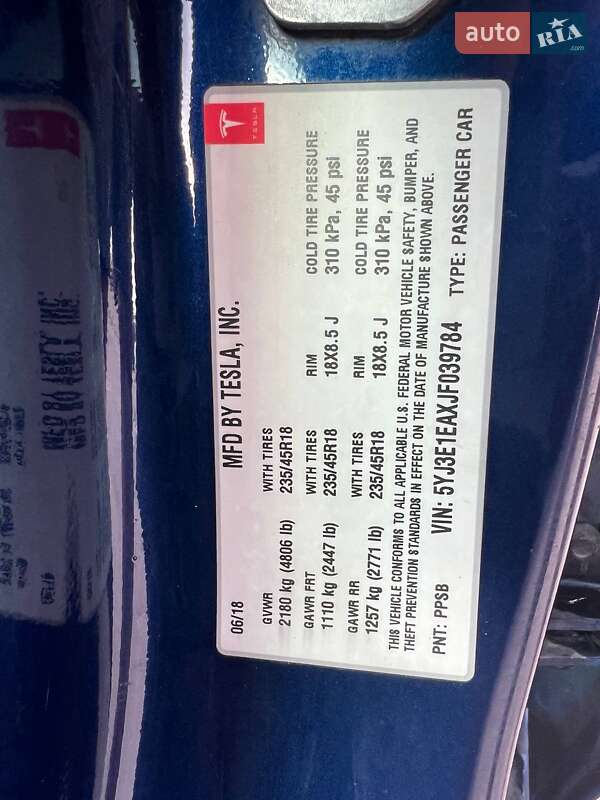 auto RIA.com
TESLA
MFD BY TESLA, INC.
06/18
GVWR WITH TIRES RIM COLD TIRE PRESSURE
2180 kg (4806 lb) 235/45R18 18X8.5 J 310 kPa, 45 psi
GAWR FRT WITH TIRES RIM COLD TIRE PRESSURE
1110 kg (2447 lb) 235/45R18 18X8.5 J 310 kPa, 45 psi
GAWR RR
1257 kg (2771 lb) 235/45R18
THIS VEHICLE CONFORMS TO ALL APPLICABLE U.S. FEDERAL MOTOR VEHICLE SAFETY, BUMPER, AND
THEFT PREVENTION STANDARDS IN EFFECT ON THE DATE OF MANUFACTURE SHOWN ABOVE.
PNT: PPSB VIN: 5YJ3E1EAXJF039784 TYPE: PASSENGER CAR